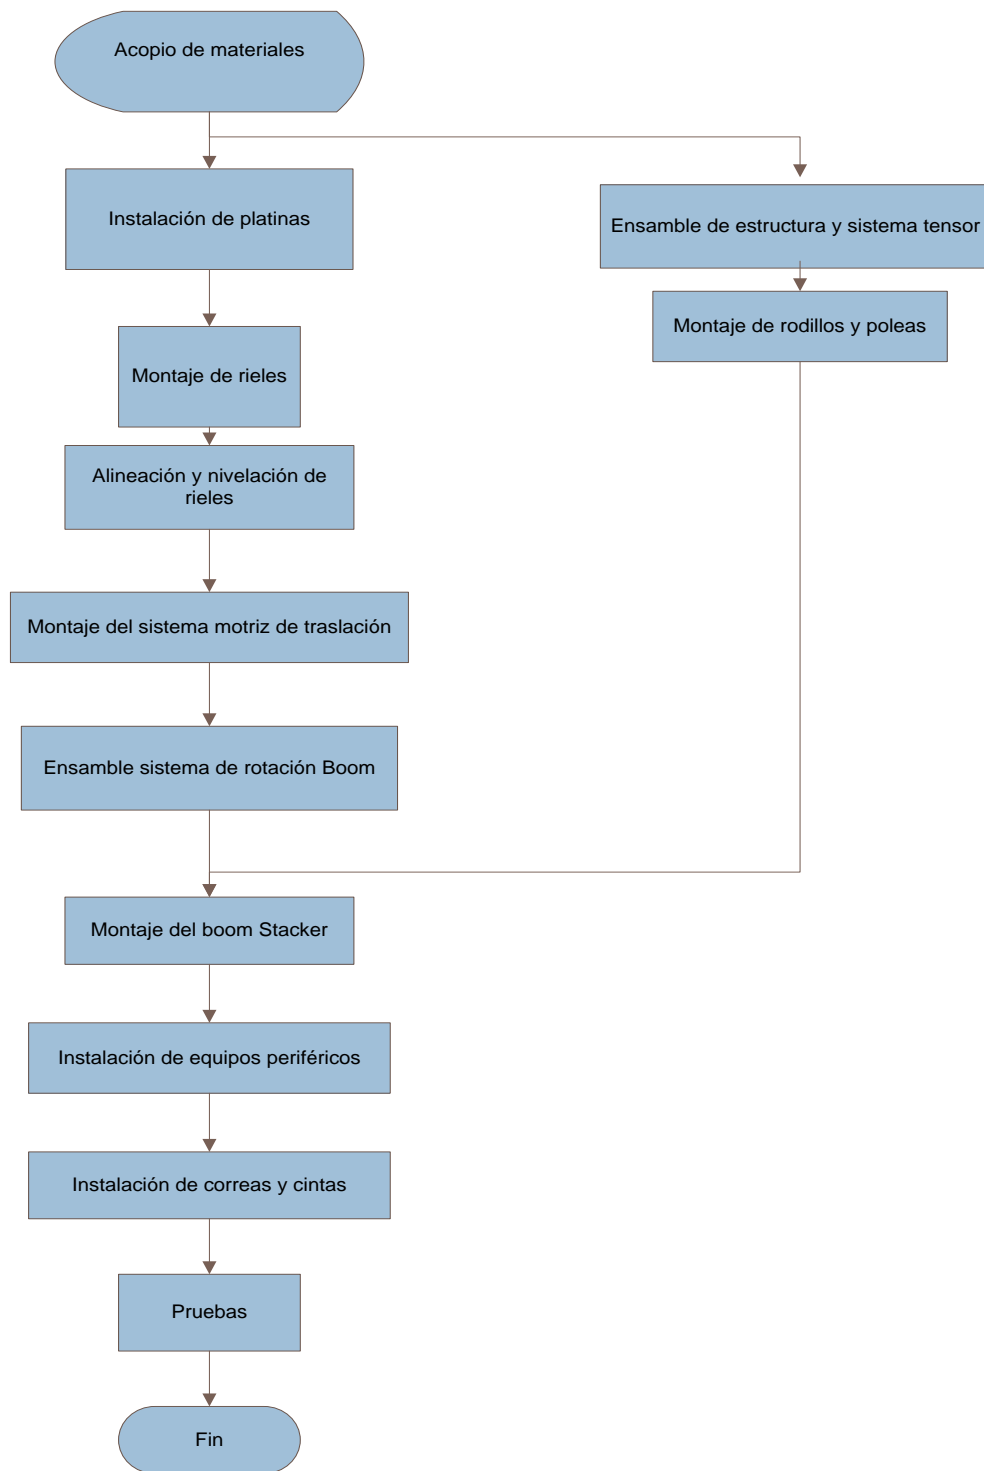 Acopio de materiales
Instalación de platinas
Ensamble de estructura y sistema tensor
Montaje de rodillos y poleas
Montaje de rieles
Alineación y nivelación de
rieles
Montaje del sistema motriz de traslación
Ensamble sistema de rotación Boom
Montaje del boom Stacker
Instalación de equipos periféricos
Instalación de correas y cintas
Pruebas
Fin